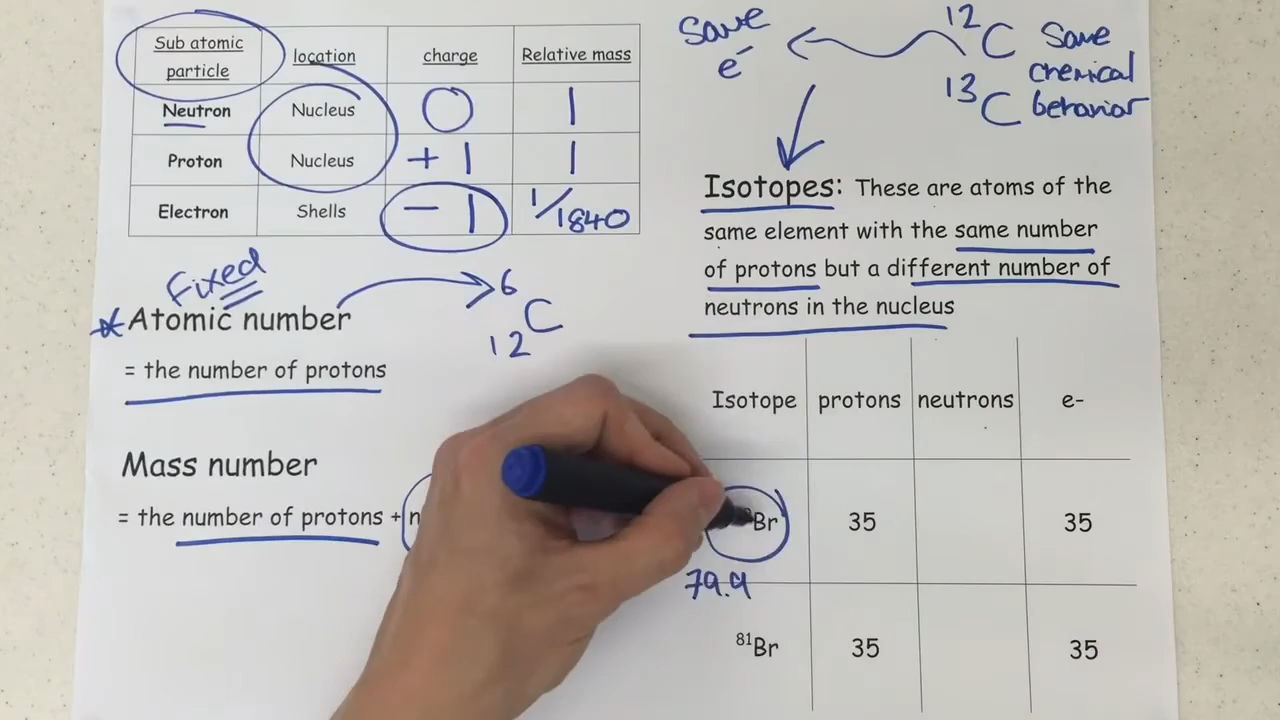 Sub atomic particle location charge Relative mass
Neutron Nucleus 0 1
Proton Nucleus + 1 1
Electron Shells - 1 1/1840
Fixed
* Atomic number
= the number of protons
6
C
12
Mass number
= the number of protons + n
same
e-
12C
13C
Same
chemical
behavior
Isotopes: These are atoms of the
same element with the same number
of protons but a different number of
neutrons in the nucleus
Isotope protons neutrons e-
Br 35 35
79.9
81Br 35 35